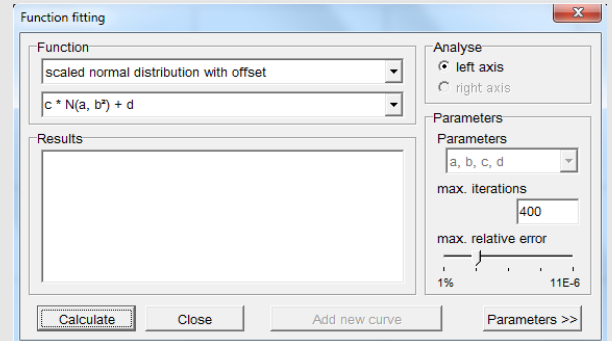 Function fitting
Function
scaled normal distribution with offset
c * N(a, b²) + d
Results
Analyse
left axis
right axis
Parameters
Parameters
a, b, c, d
max. iterations
400
max. relative error
1%
11E-6
Calculate
Close
Add new curve
Parameters >>